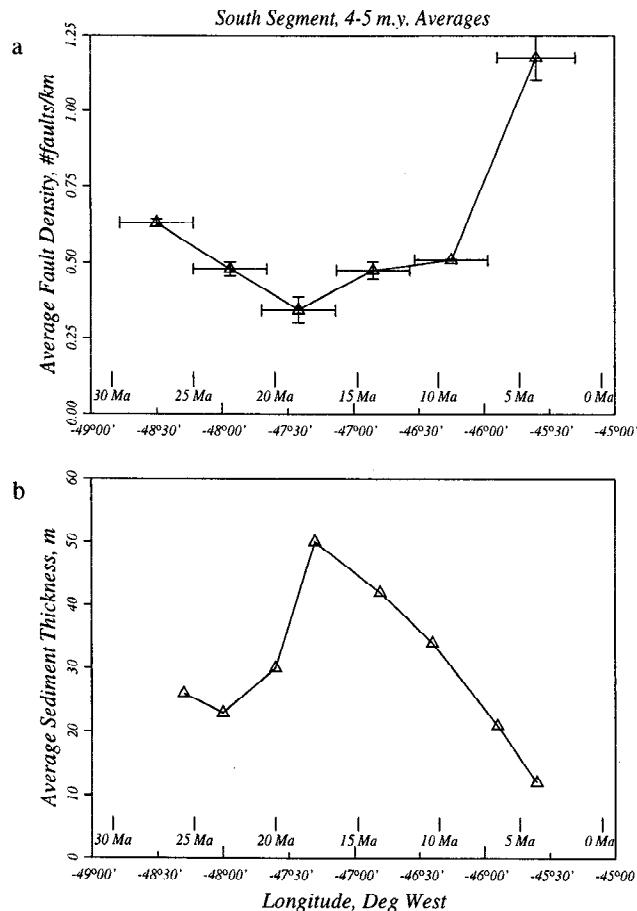 South Segment, 4-5 m.y. Averages
a
Average Fault Density, #faults/km
1.25
1.00
0.75
0.50
0.25
0.00
30 Ma 25 Ma 20 Ma 15 Ma 10 Ma 5 Ma 0 Ma
-49°00' -48°30' -48°00' -47°30' -47°00' -46°30' -46°00' -45°30' -45°00'
b
Average Sediment Thickness, m
60
50
40
30
20
10
0
30 Ma 25 Ma 20 Ma 15 Ma 10 Ma 5 Ma 0 Ma
-49°00' -48°30' -48°00' -47°30' -47°00' -46°30' -46°00' -45°30' -45°00'
Longitude, Deg West